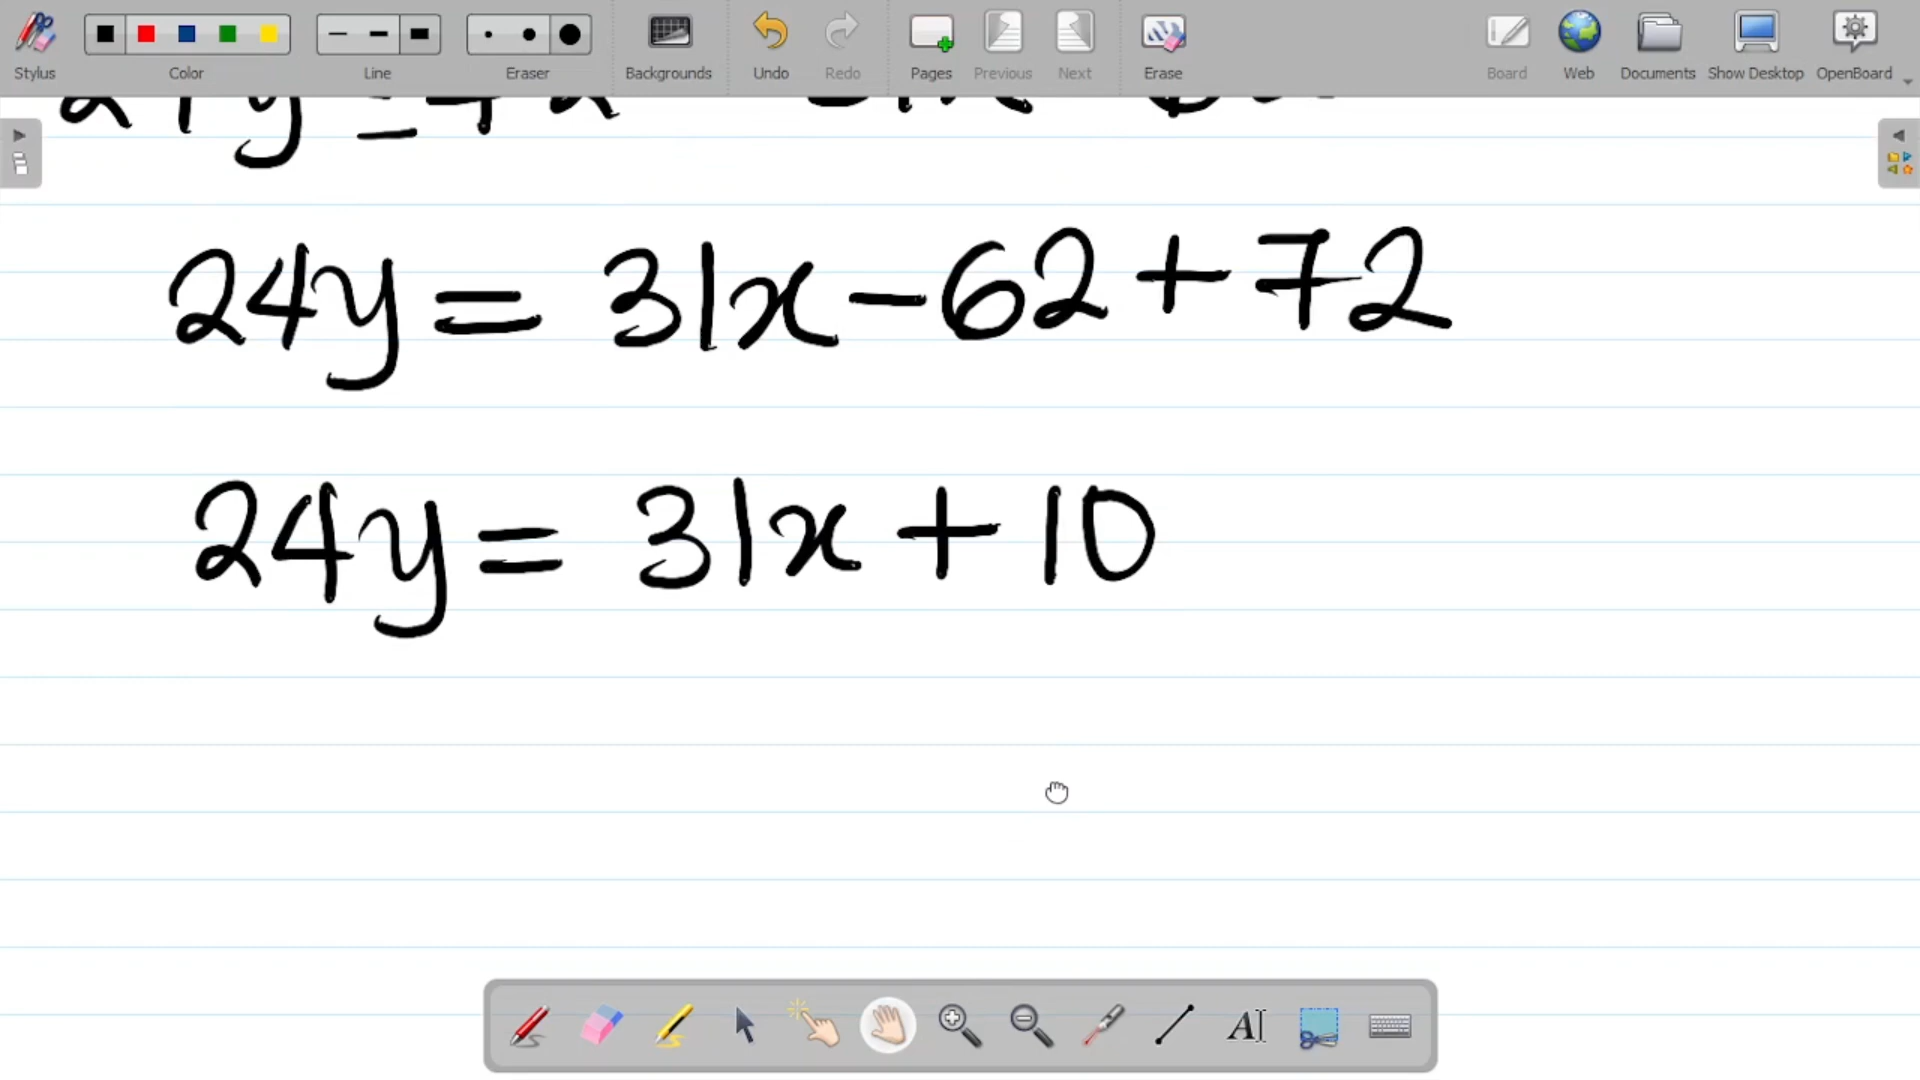 Stylus Color Line Eraser Backgrounds Undo Redo Pages Previous Next Erase Board Web Documents Show Desktop OpenBoard
24y = 31x - 62 + 72
24y = 31x + 10